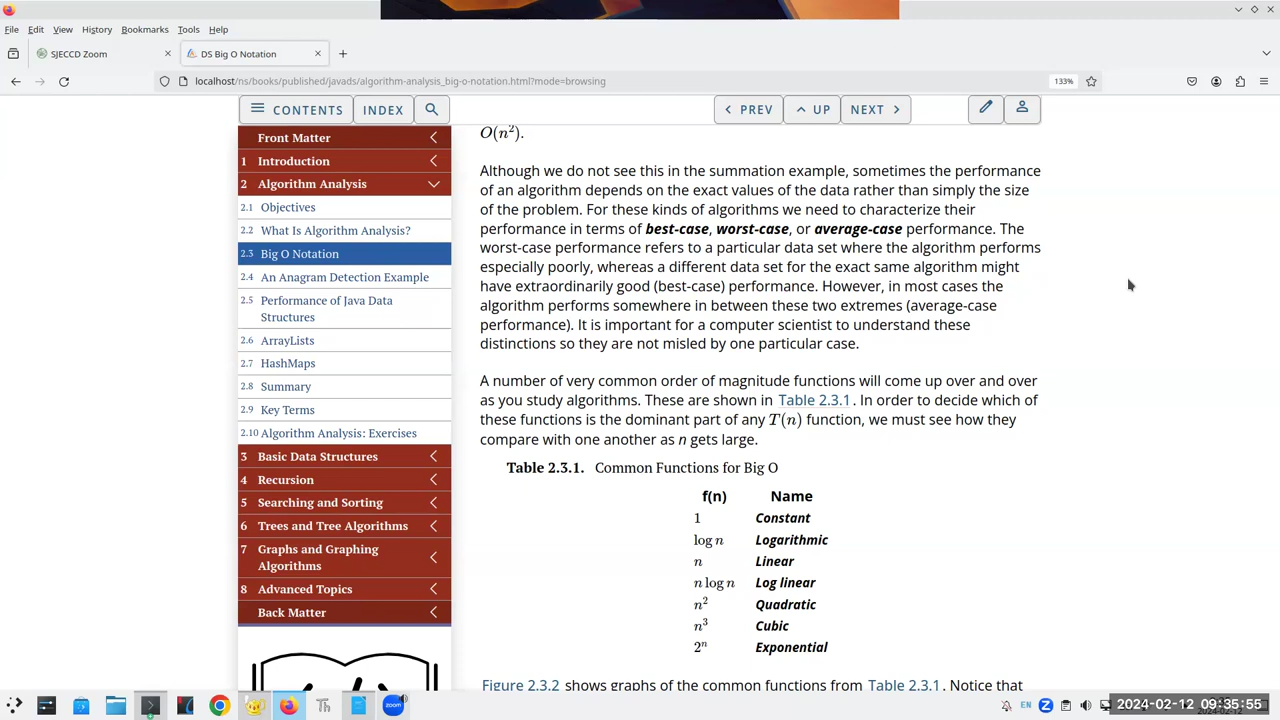 File Edit View History Bookmarks Tools Help
SJECCD Zoom
DS Big O Notation
localhost/ns/books/published/javads/algorithm-analysis_big-o-notation.html?mode=browsing
133%
CONTENTS INDEX
PREV UP NEXT
Front Matter
1 Introduction
2 Algorithm Analysis
2.1 Objectives
2.2 What Is Algorithm Analysis?
2.3 Big O Notation
2.4 An Anagram Detection Example
2.5 Performance of Java Data
Structures
2.6 ArrayLists
2.7 HashMaps
2.8 Summary
2.9 Key Terms
2.10 Algorithm Analysis: Exercises
3 Basic Data Structures
4 Recursion
5 Searching and Sorting
6 Trees and Tree Algorithms
7 Graphs and Graphing
Algorithms
8 Advanced Topics
Back Matter
O(n²).
Although we do not see this in the summation example, sometimes the performance
of an algorithm depends on the exact values of the data rather than simply the size
of the problem. For these kinds of algorithms we need to characterize their
performance in terms of best-case, worst-case, or average-case performance. The
worst-case performance refers to a particular data set where the algorithm performs
especially poorly, whereas a different data set for the exact same algorithm might
have extraordinarily good (best-case) performance. However, in most cases the
algorithm performs somewhere in between these two extremes (average-case
performance). It is important for a computer scientist to understand these
distinctions so they are not misled by one particular case.
A number of very common order of magnitude functions will come up over and over
as you study algorithms. These are shown in Table 2.3.1. In order to decide which of
these functions is the dominant part of any T(n) function, we must see how they
compare with one another as n gets large.
Table 2.3.1. Common Functions for Big O
f(n) Name
1 Constant
log n Logarithmic
n Linear
n log n Log linear
n² Quadratic
n³ Cubic
2ⁿ Exponential
Figure 2.3.2 shows graphs of the common functions from Table 2.3.1. Notice that
Th
zoom
EN
Z
2024-02-12 09:35:55